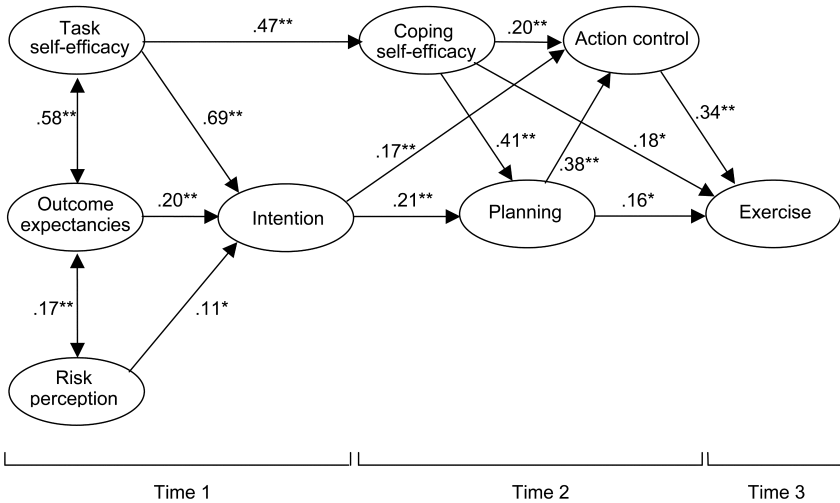 Task
self-efficacy
.47**
Coping
self-efficacy
.20**
Action control
.58**
.69**
.17**
.41**
.38**
.18*
.34**
Outcome
expectancies
.20**
Intention
.21**
Planning
.16*
Exercise
.17**
.11*
Risk
perception
Time 1
Time 2
Time 3